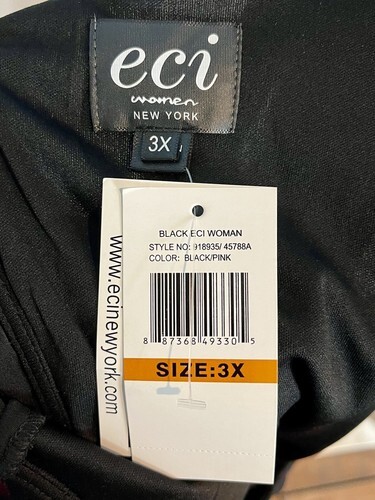 eci
women
NEW YORK
3X
BLACK ECI WOMAN
STYLE NO: 918935/ 45788A
COLOR: BLACK/PINK
8 87368 49330 5
SIZE:3X
www.ecinewyork.com